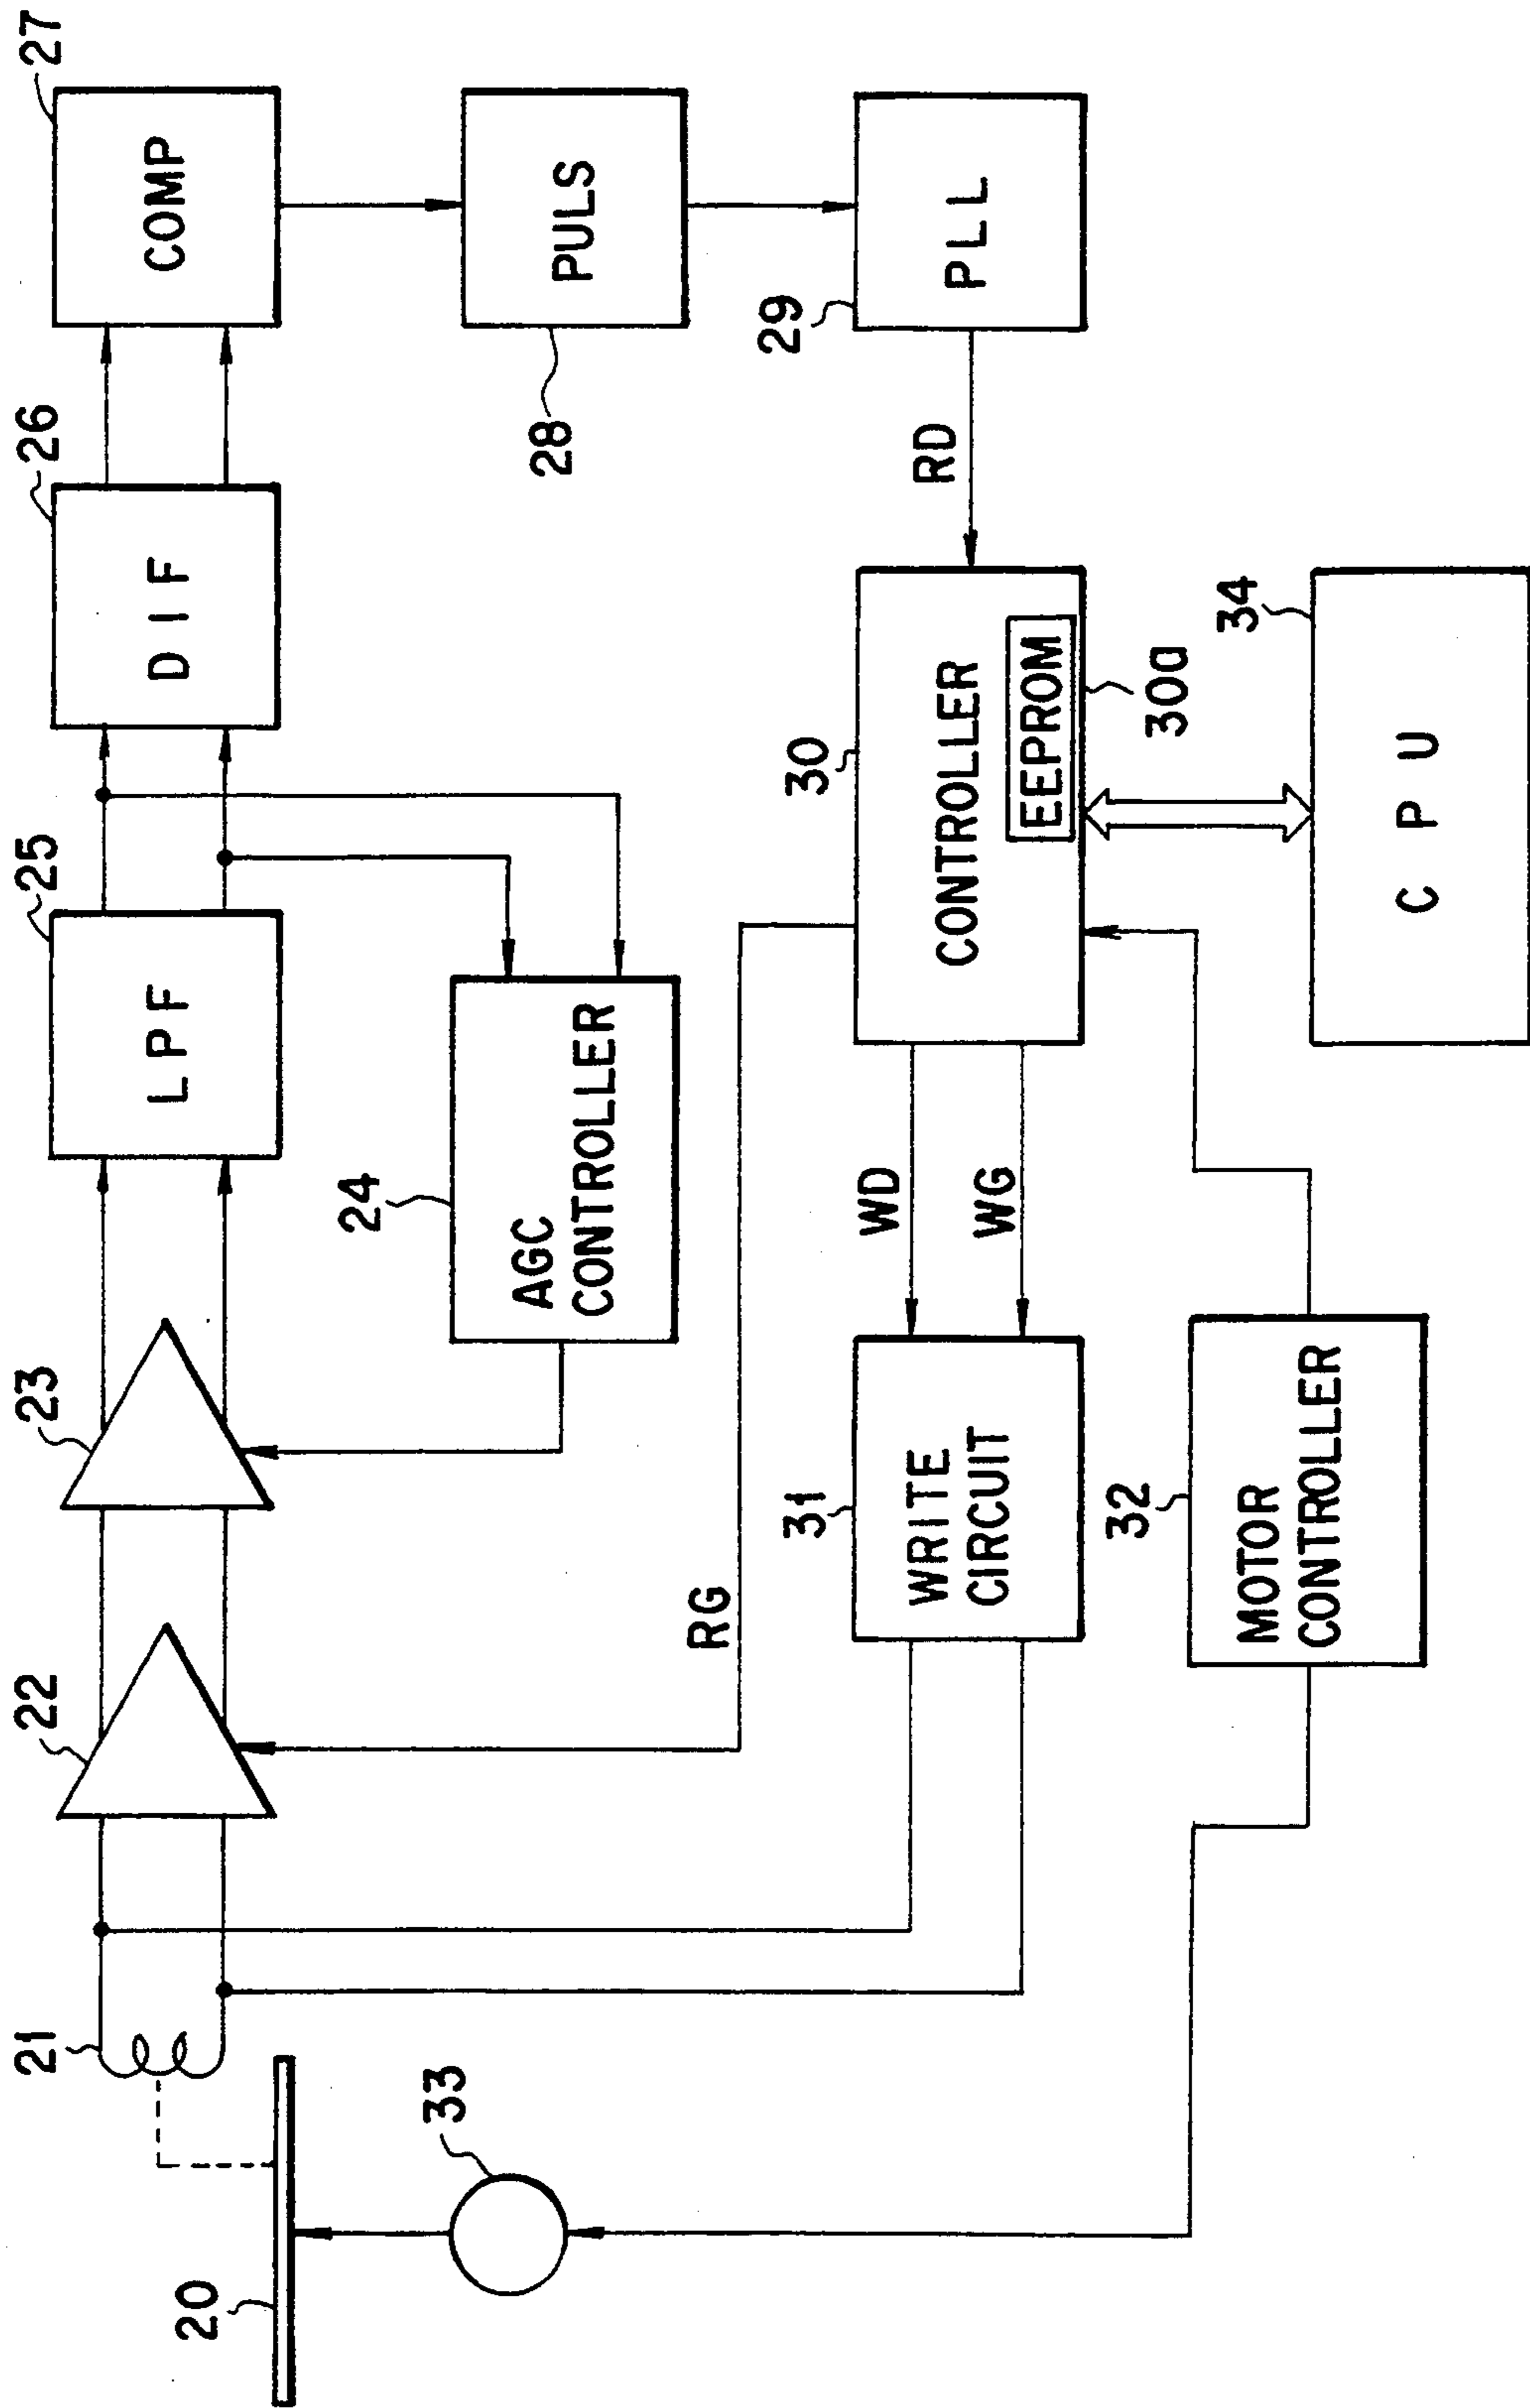 21
22
23
25
26
27
LPF
DIF
COMP
20
33
24
AGC
CONTROLLER
PULS
28
RG
29
PLL
RD
31
WRITE
CIRCUIT
WD
WG
30
CONTROLLER
EEPROM
30a
32
MOTOR
CONTROLLER
34
CPU